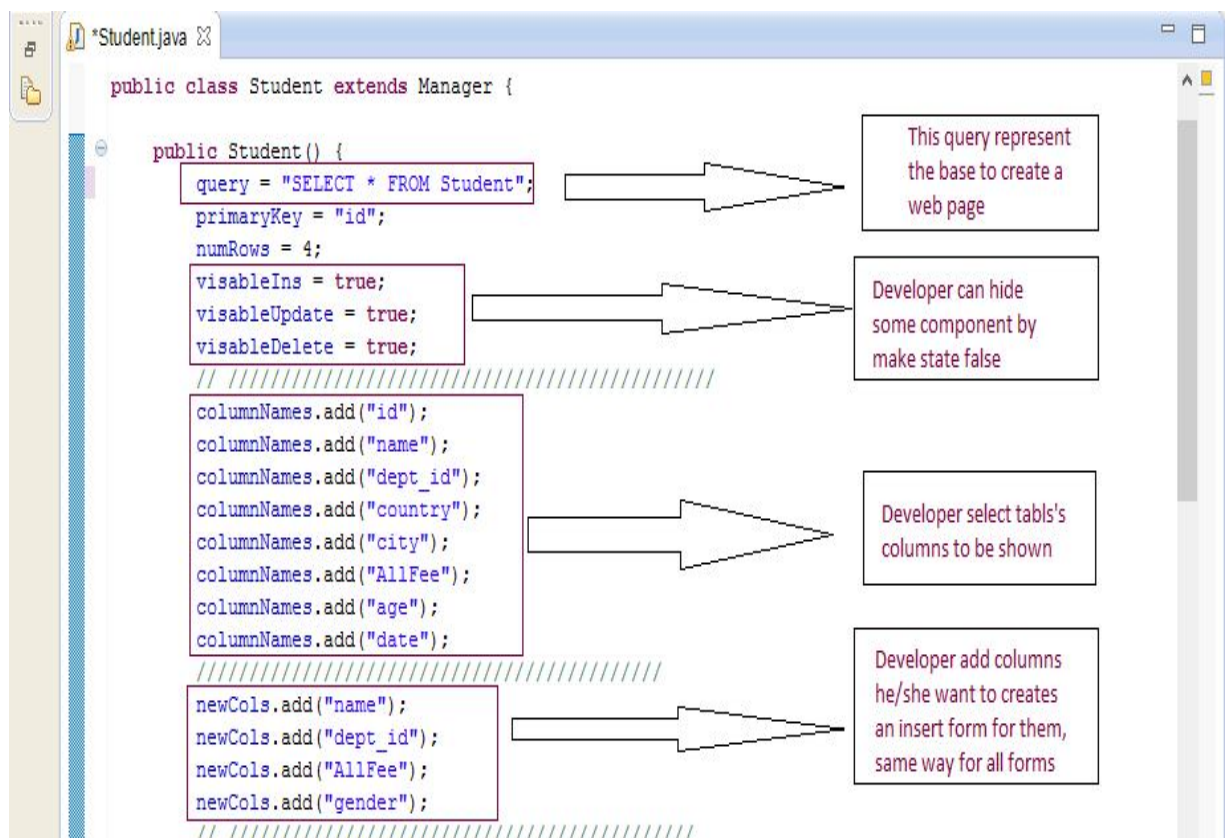 *Student.java
public class Student extends Manager {
public Student() {
query = "SELECT * FROM Student";
primaryKey = "id";
numRows = 4;
visableIns = true;
visableUpdate = true;
visableDelete = true;
// //////////////////////////////////////////////
columnNames.add("id");
columnNames.add("name");
columnNames.add("dept_id");
columnNames.add("country");
columnNames.add("city");
columnNames.add("AllFee");
columnNames.add("age");
columnNames.add("date");
////////////////////////////////////////////
newCols.add("name");
newCols.add("dept_id");
newCols.add("AllFee");
newCols.add("gender");
// ////////////////////////////////////////////
This query represent
the base to create a
web page
Developer can hide
some component by
make state false
Developer select tabls's
columns to be shown
Developer add columns
he/she want to creates
an insert form for them,
same way for all forms